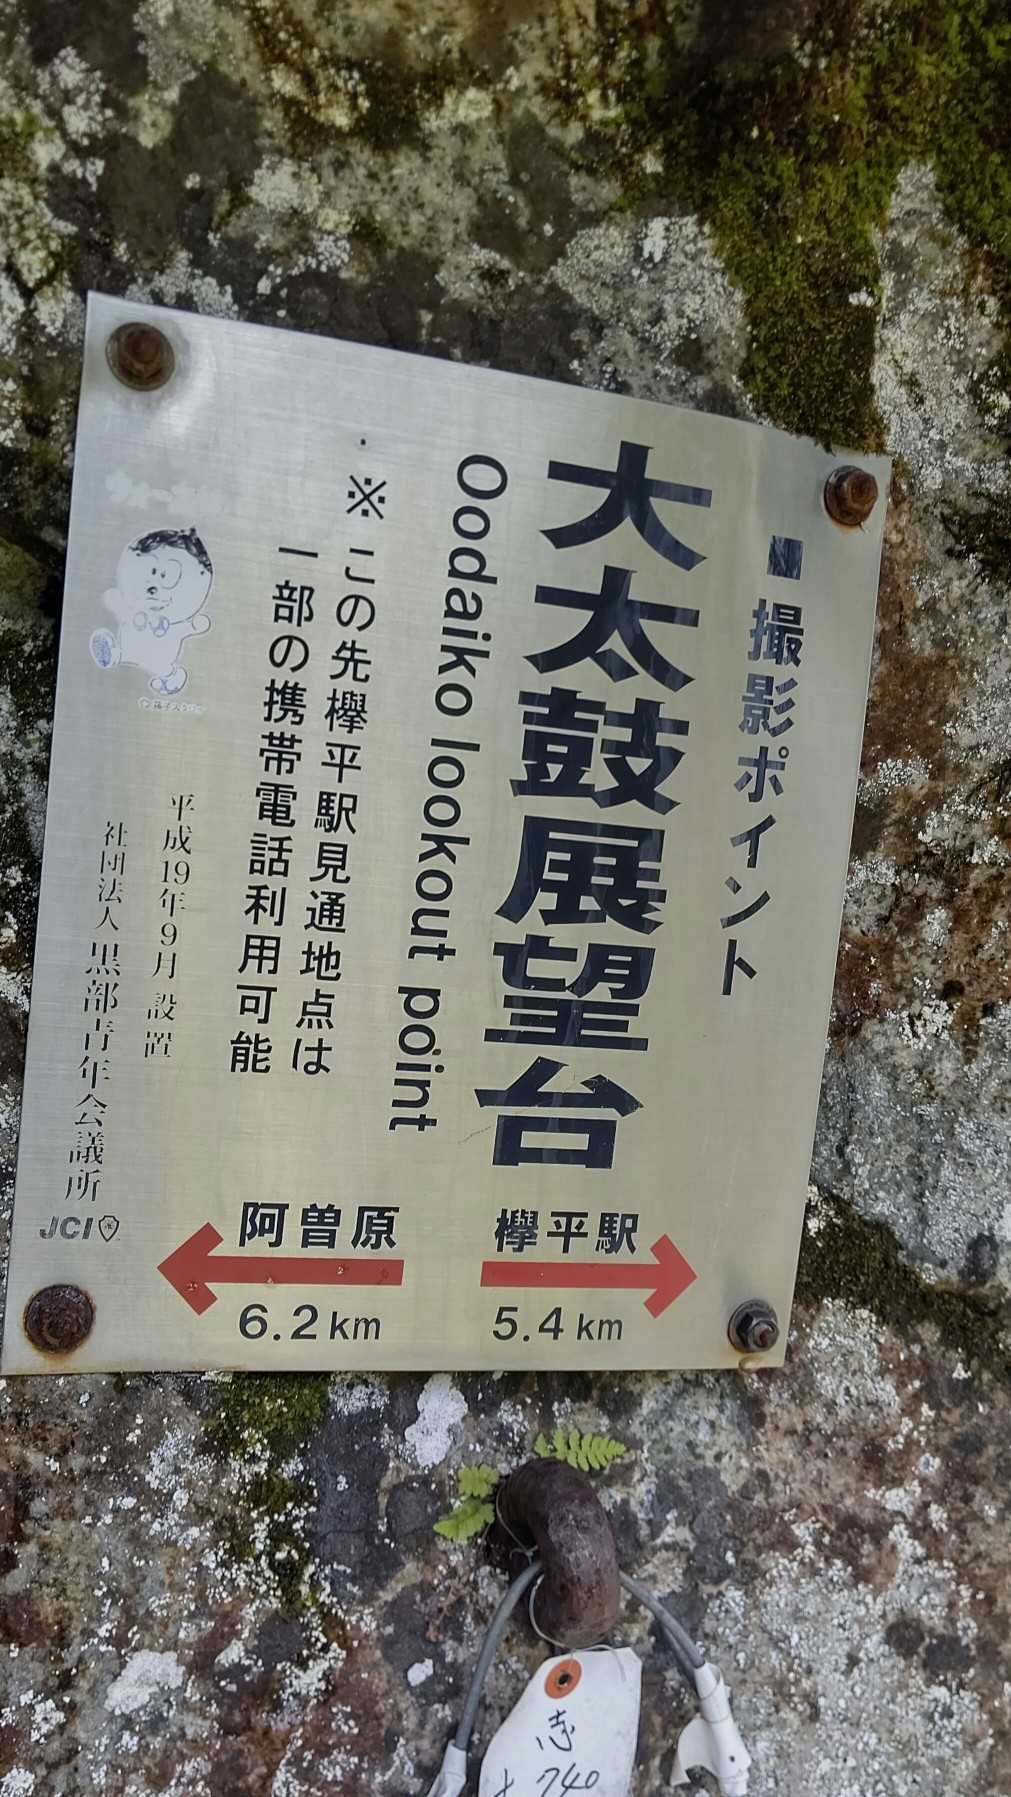 ■撮影ポイント
大太鼓展望台
Oodaiko lookout point
※この先欅平駅見通地点は
一部の携帯電話利用可能
平成19年9月 設置
社団法人 黒部青年会議所
JCI
阿曽原
6.2km
欅平駅
5.4km
740